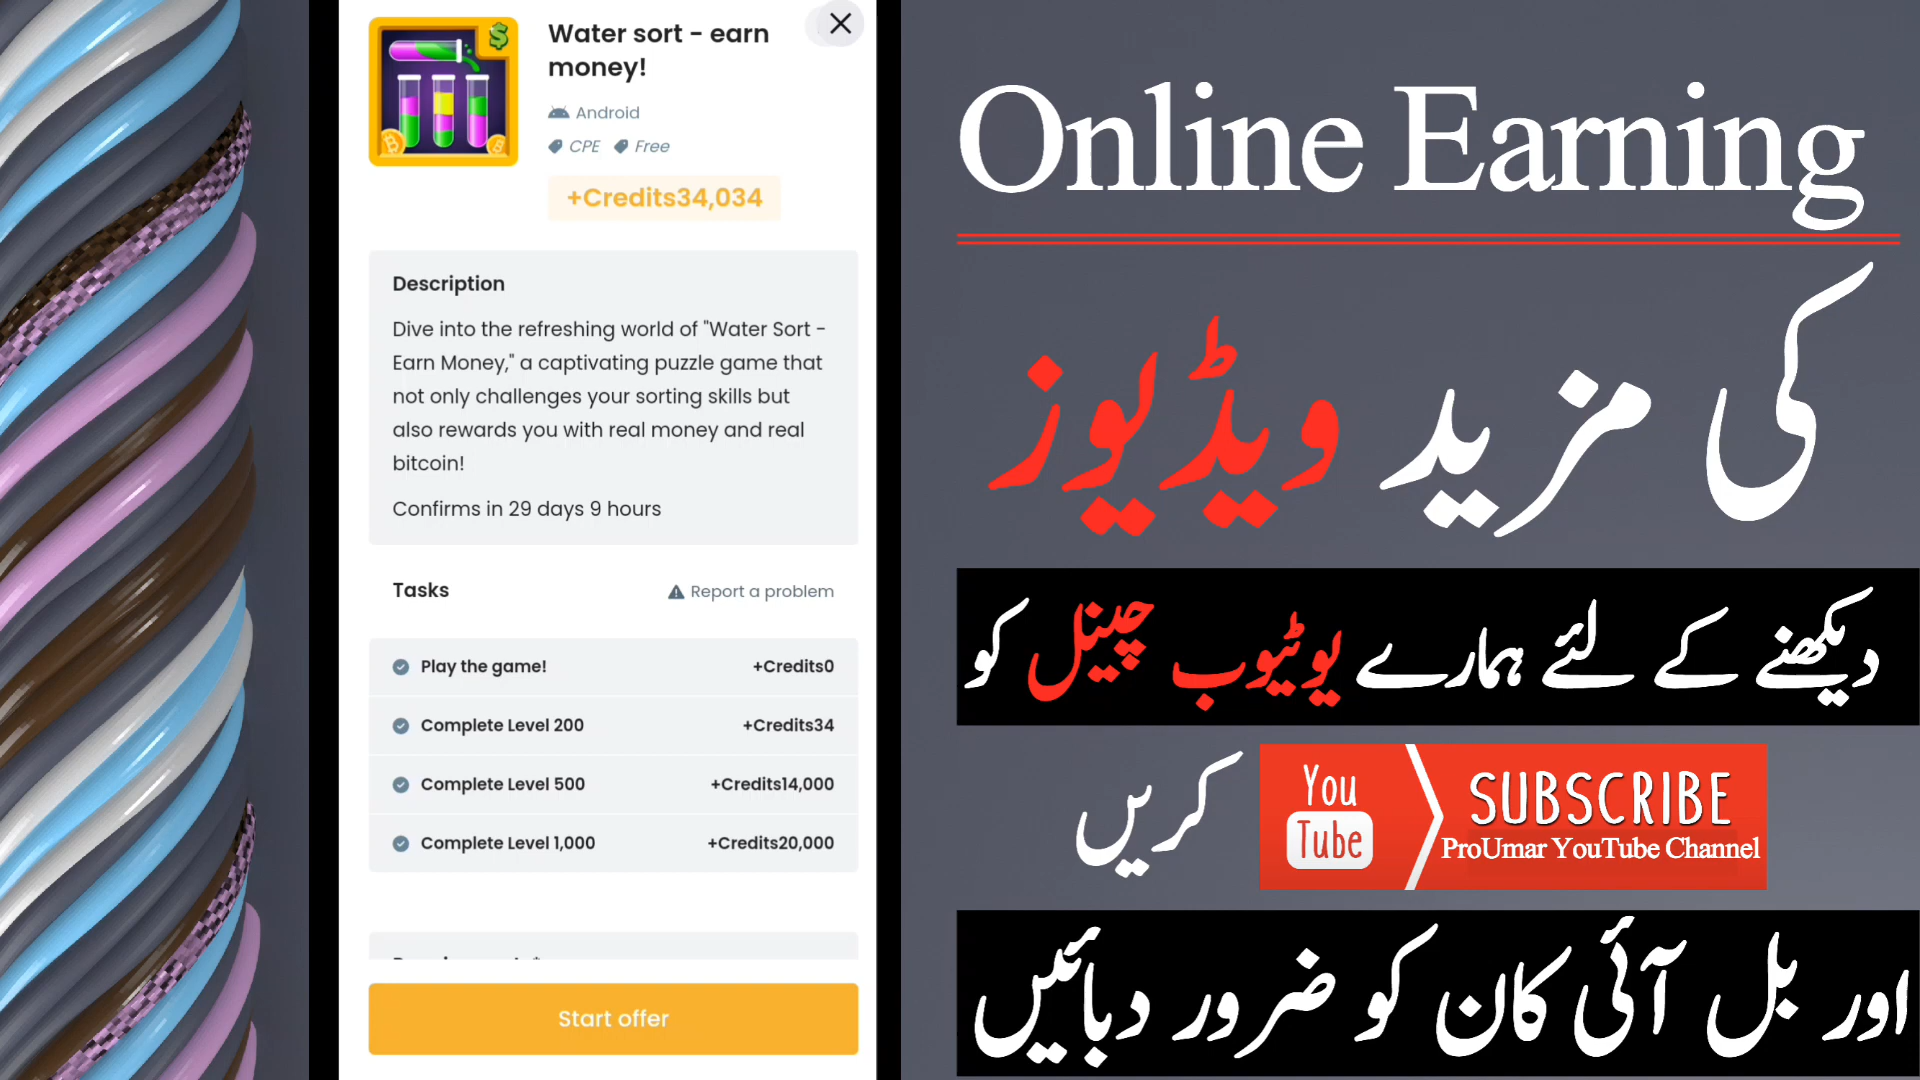 Water sort - earn
money!
Android
CPE Free
+Credits34,034
Description
Dive into the refreshing world of "Water Sort -
Earn Money," a captivating puzzle game that
not only challenges your sorting skills but
also rewards you with real money and real
bitcoin!
Confirms in 29 days 9 hours
Tasks
Report a problem
Play the game! +Credits0
Complete Level 200 +Credits34
Complete Level 500 +Credits14,000
Complete Level 1,000 +Credits20,000
Start offer
Online Earning
کی مزید ویڈیوز
دیکھنے کے لئے ہمارے یوٹیوب چینل کو
You
Tube
SUBSCRIBE
ProUmar YouTube Channel
کریں
اور بل آئی کان کو ضرور دبائیں